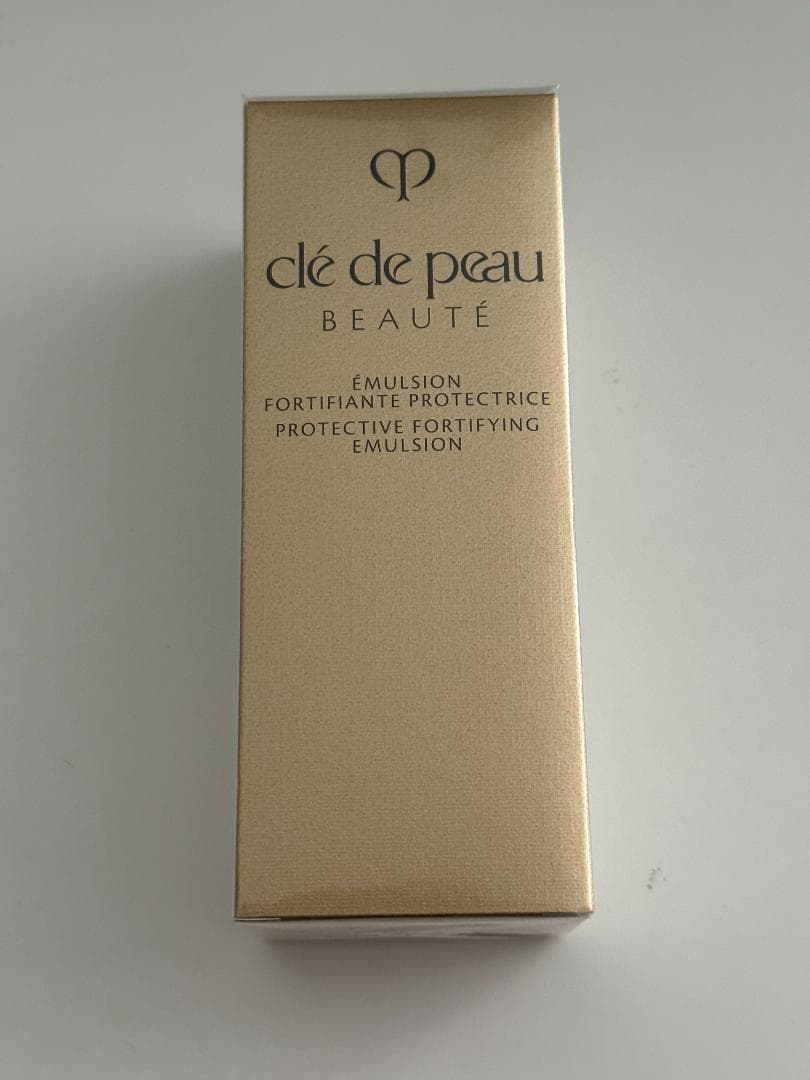 clé de peau
BEAUTÉ
ÉMULSION
FORTIFIANTE PROTECTRICE
PROTECTIVE FORTIFYING
EMULSION